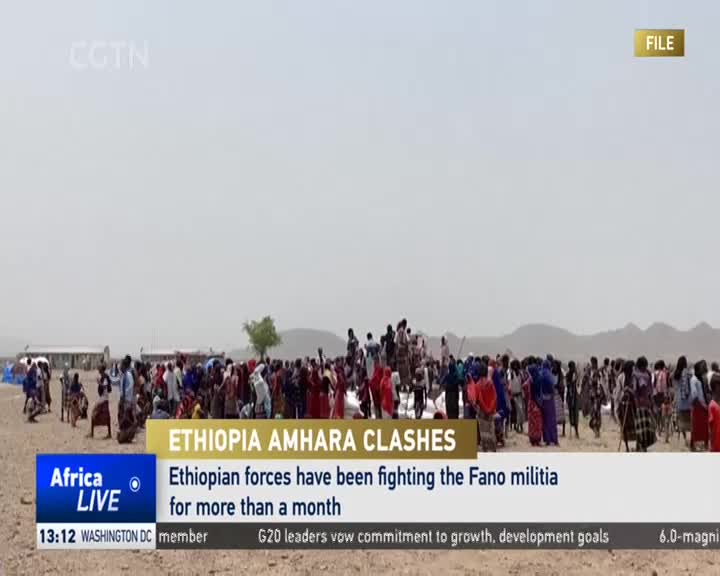 CGTN
FILE
ETHIOPIA AMHARA CLASHES
Ethiopian forces have been fighting the Fano militia
for more than a month
Africa
LIVE
13:12 WASHINGTON DC
member G20 leaders vow commitment to growth, development goals 6.0-magni